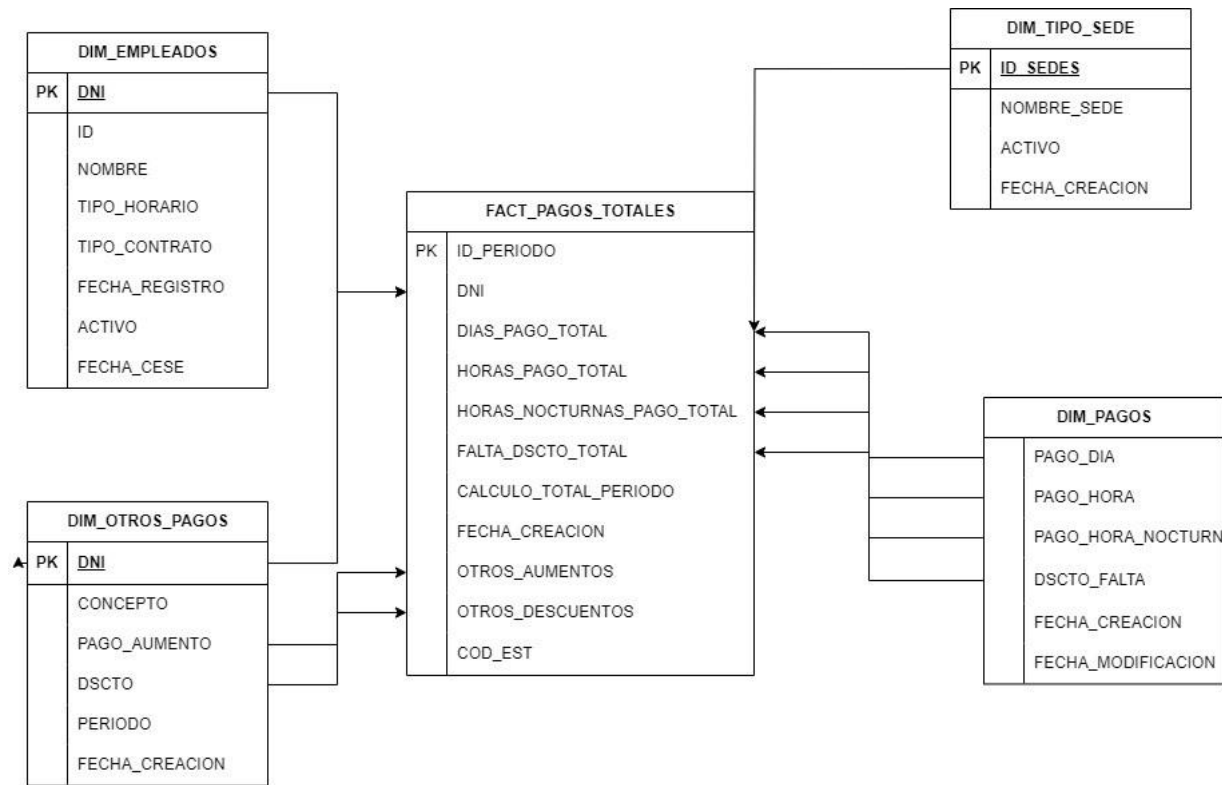 DIM_EMPLEADOS
PK DNI
ID
NOMBRE
TIPO_HORARIO
TIPO_CONTRATO
FECHA_REGISTRO
ACTIVO
FECHA_CESE
DIM_TIPO_SEDE
PK ID_SEDES
NOMBRE_SEDE
ACTIVO
FECHA_CREACION
FACT_PAGOS_TOTALES
PK ID_PERIODO
DNI
DIAS_PAGO_TOTAL
HORAS_PAGO_TOTAL
HORAS_NOCTURNAS_PAGO_TOTAL
FALTA_DSCTO_TOTAL
CALCULO_TOTAL_PERIODO
FECHA_CREACION
OTROS_AUMENTOS
OTROS_DESCUENTOS
COD_EST
DIM_OTROS_PAGOS
PK DNI
CONCEPTO
PAGO_AUMENTO
DSCTO
PERIODO
FECHA_CREACION
DIM_PAGOS
PAGO_DIA
PAGO_HORA
PAGO_HORA_NOCTURN
DSCTO_FALTA
FECHA_CREACION
FECHA_MODIFICACION